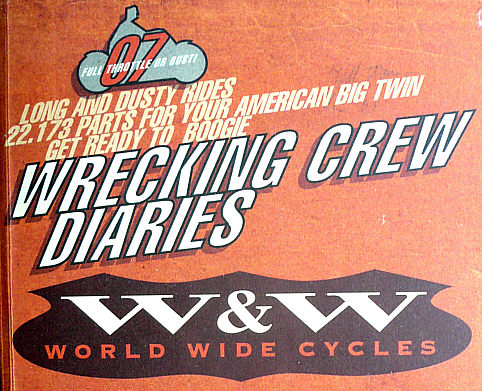 07
FULL THROTTLE OR DUST!
LONG AND DUSTY RIDES
22.173 PARTS FOR YOUR AMERICAN BIG TWIN
GET READY TO BOOGIE
WRECKING CREW
DIARIES
W&W
WORLD WIDE CYCLES